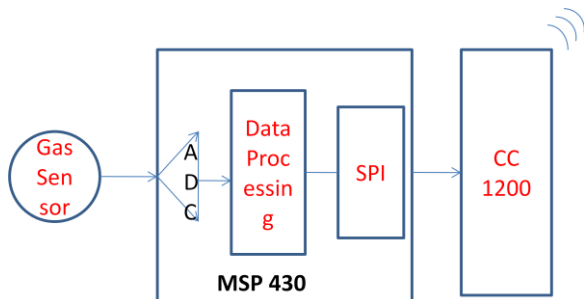 Gas
Sen
sor
A
D
C
Data
Proc
essin
g
SPI
CC
1200
MSP 430